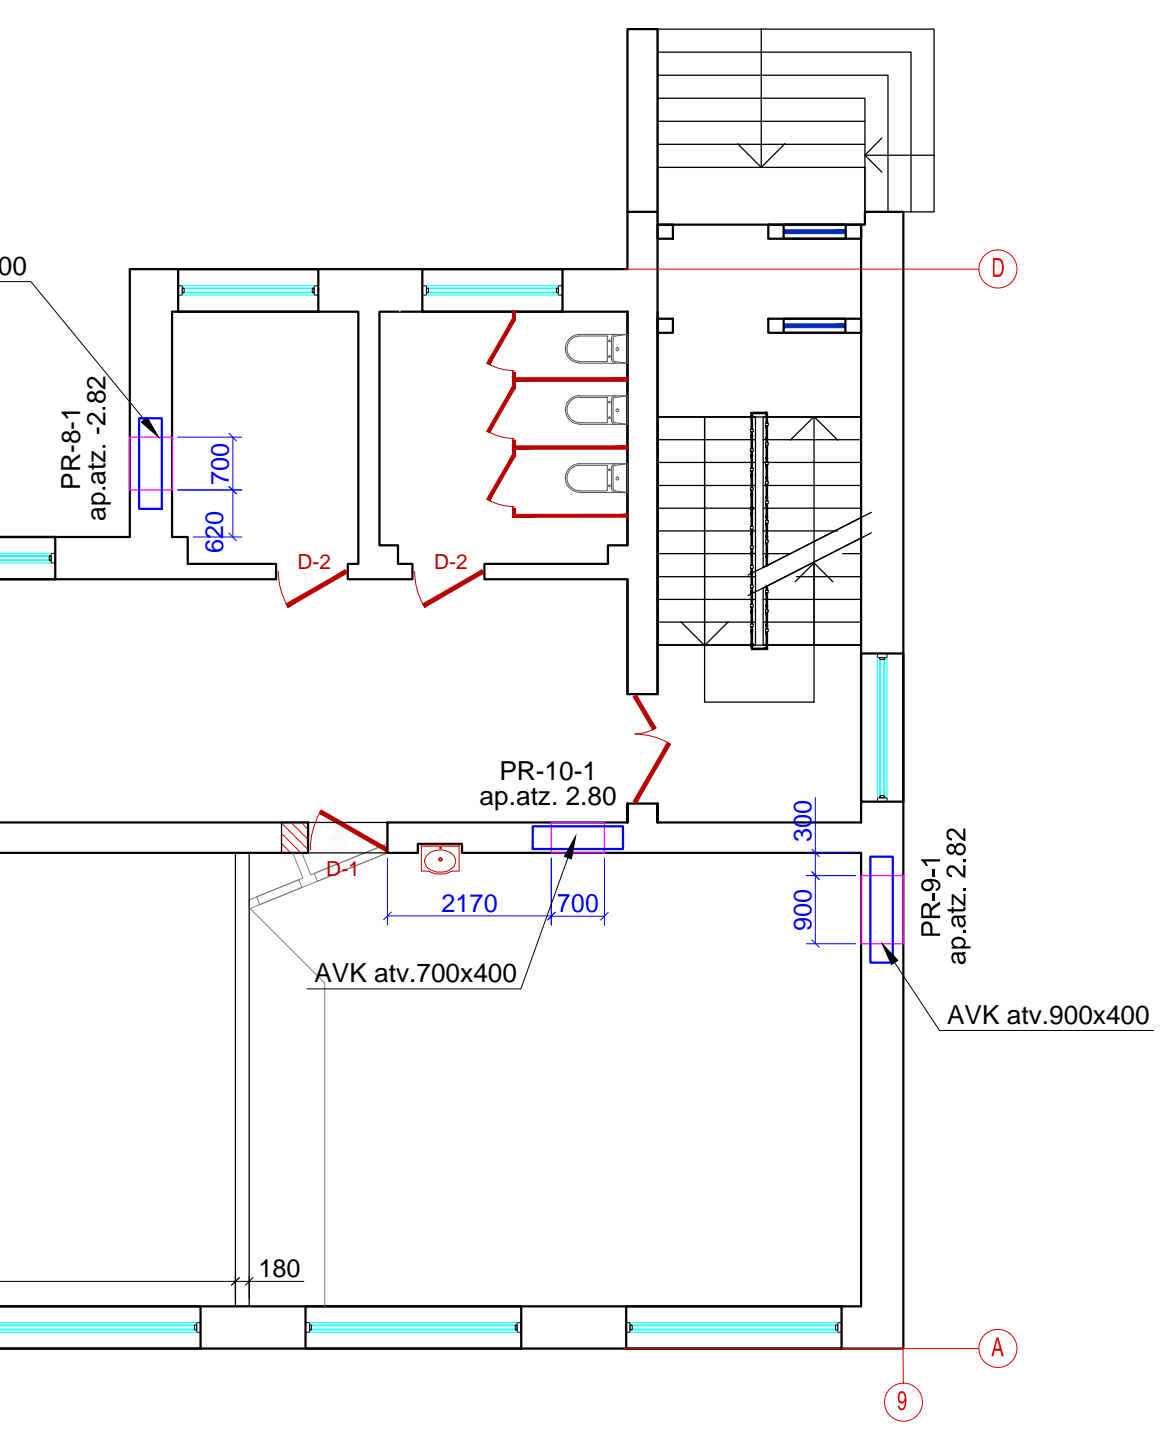 D
00
PR-8-1
ap.atz. -2.82
700
620
D-2
D-2
PR-10-1
ap.atz. 2.80
300
D-1
2170
700
900
PR-9-1
ap.atz. 2.82
AVK atv.700x400
AVK atv.900x400
180
A
9